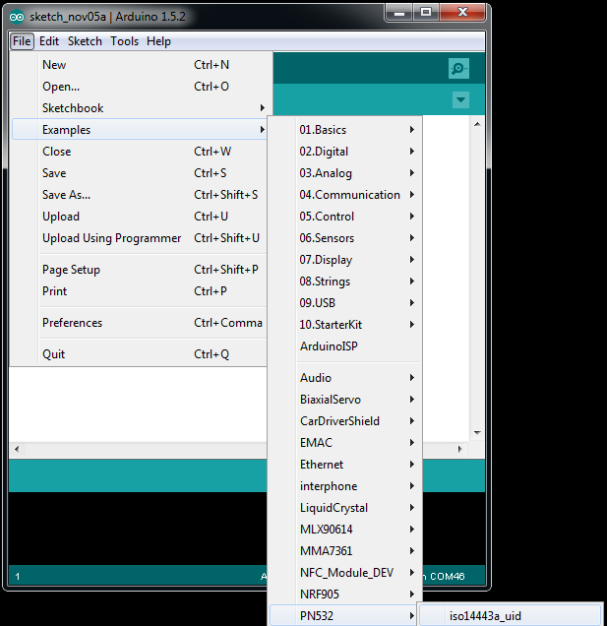 sketch_nov05a | Arduino 1.5.2
File Edit Sketch Tools Help
New Ctrl+N
Open... Ctrl+O
Sketchbook
Examples
Close Ctrl+W
Save Ctrl+S
Save As... Ctrl+Shift+S
Upload Ctrl+U
Upload Using Programmer Ctrl+Shift+U
Page Setup Ctrl+Shift+P
Print Ctrl+P
Preferences Ctrl+Comma
Quit Ctrl+Q
01.Basics
02.Digital
03.Analog
04.Communication
05.Control
06.Sensors
07.Display
08.Strings
09.USB
10.StarterKit
ArduinoISP
Audio
BiaxialServo
CarDriverShield
EMAC
Ethernet
interphone
LiquidCrystal
MLX90614
MMA7361
NFC_Module_DEV
NRF905
PN532
iso14443a_uid
1 COM46